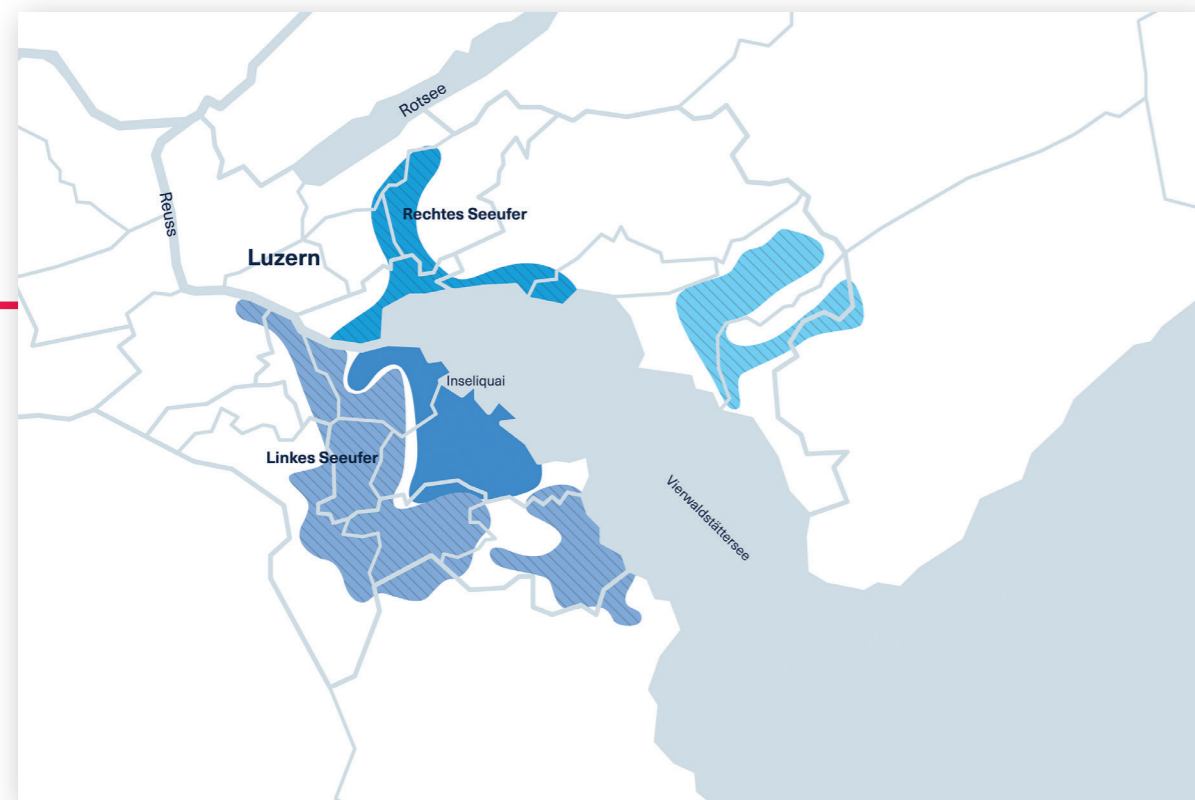 Rotsee
Reuss
Rechtes Seeufer
Luzern
Inseliquai
Linkes Seeufer
Vierwaldstättersee